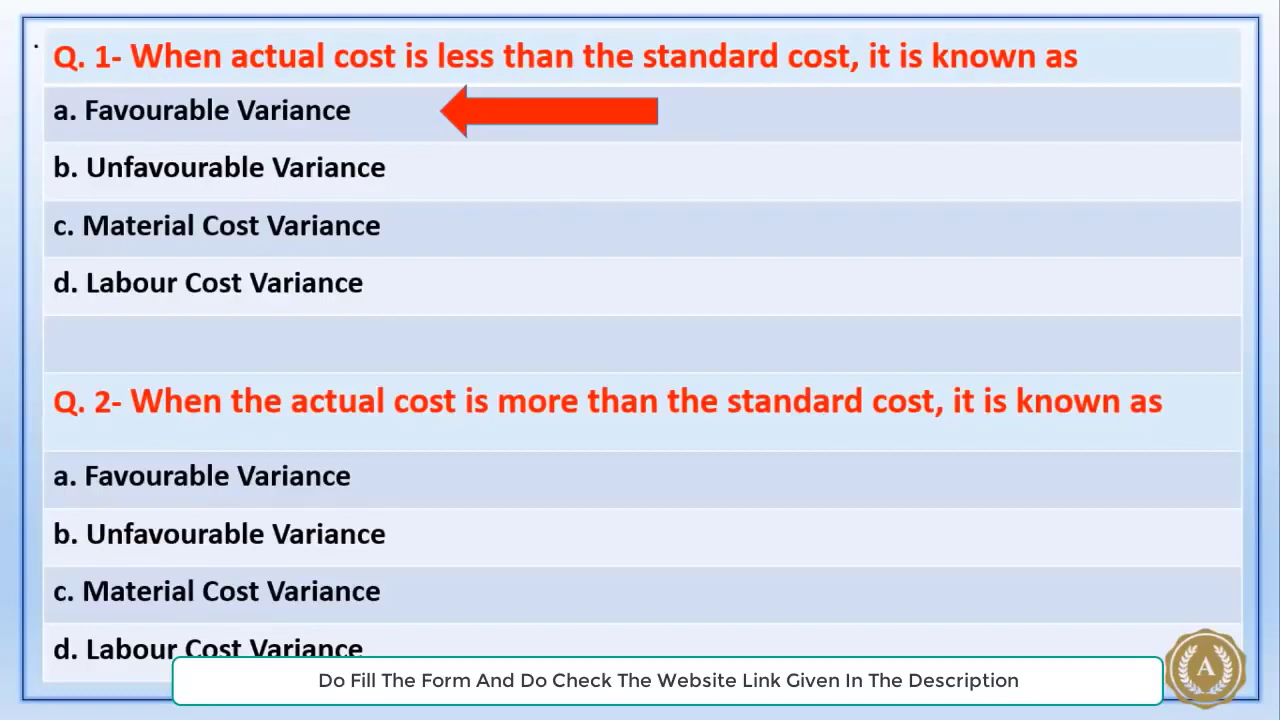 Q. 1- When actual cost is less than the standard cost, it is known as
a. Favourable Variance
b. Unfavourable Variance
c. Material Cost Variance
d. Labour Cost Variance
Q. 2- When the actual cost is more than the standard cost, it is known as
a. Favourable Variance
b. Unfavourable Variance
c. Material Cost Variance
d. Labour Cost Variance
Do Fill The Form And Do Check The Website Link Given In The Description
A